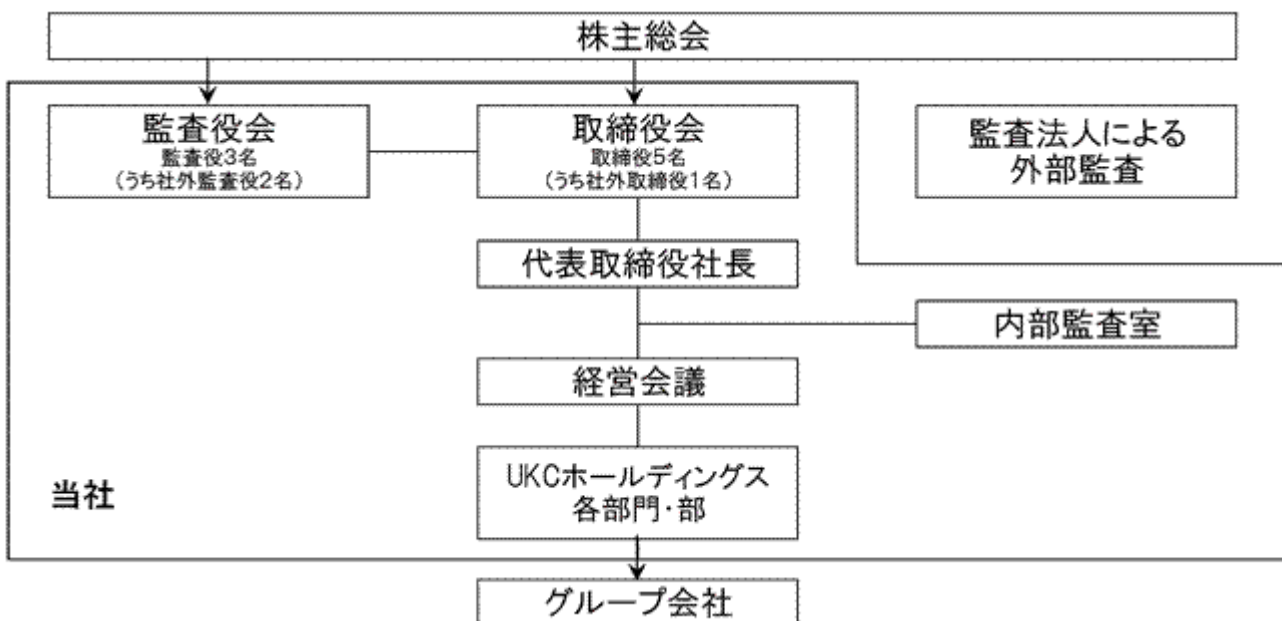 株主総会
監査役会
監査役3名
(うち社外監査役2名)
取締役会
取締役5名
(うち社外取締役1名)
監査法人による
外部監査
代表取締役社長
内部監査室
経営会議
UKCホールディングス
各部門・部
当社
グループ会社